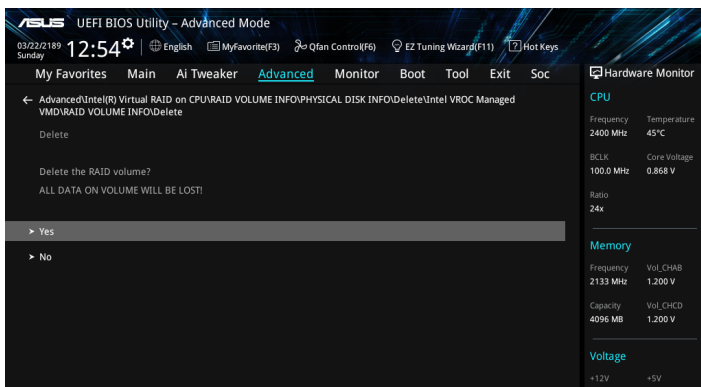 ASUS UEFI BIOS Utility – Advanced Mode
03/22/2189 Sunday 12:54 English MyFavorite(F3) Qfan Control(F6) EZ Tuning Wizard(F11) ? Hot Keys
My Favorites Main Ai Tweaker Advanced Monitor Boot Tool Exit Soc
Advanced\Intel(R) Virtual RAID on CPU\RAID VOLUME INFO\PHYSICAL DISK INFO\Delete\Intel VROC Managed
VMD\RAID VOLUME INFO\Delete
Delete
Delete the RAID volume?
ALL DATA ON VOLUME WILL BE LOST!
Yes
No
Hardware Monitor
CPU
Frequency Temperature
2400 MHz 45°C
BCLK Core Voltage
100.0 MHz 0.868 V
Ratio
24x
Memory
Frequency Vol_CHAB
2133 MHz 1.200 V
Capacity Vol_CHCD
4096 MB 1.200 V
Voltage
+12V +5V